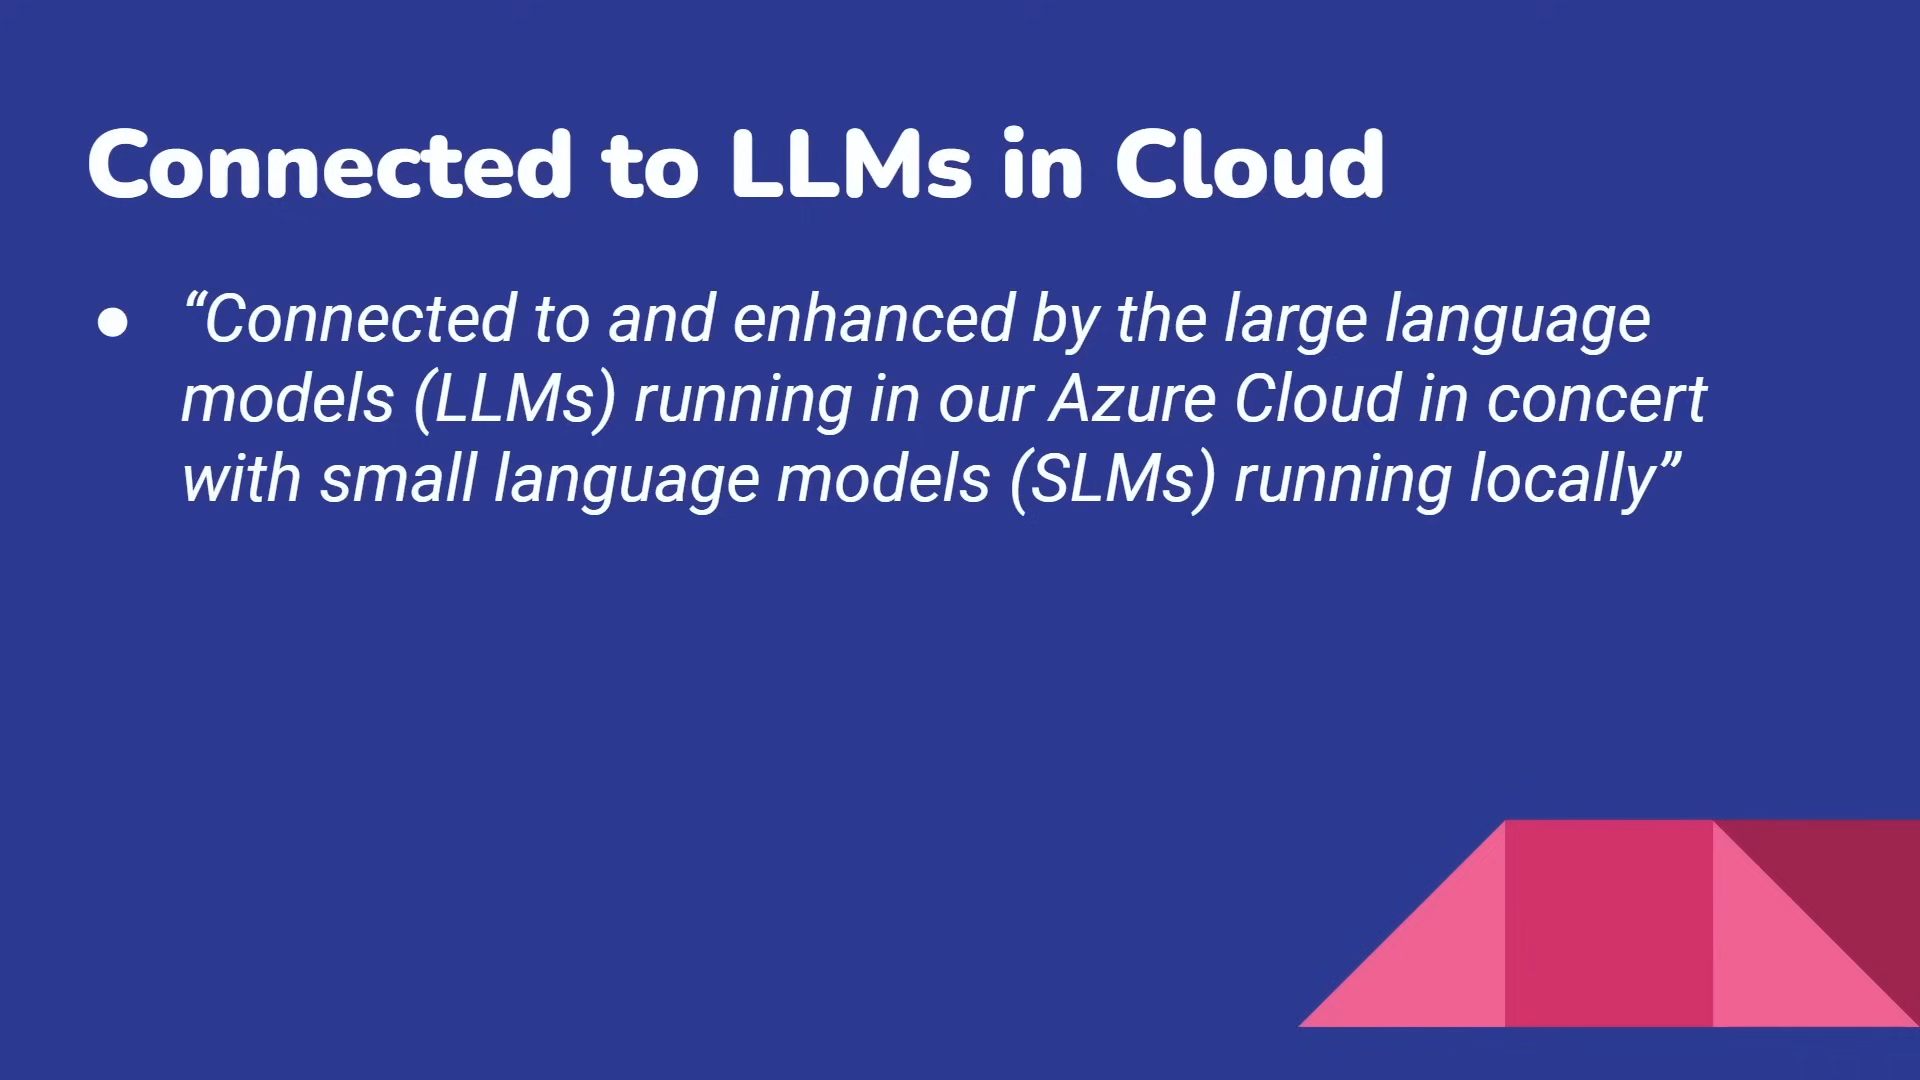 Connected to LLMs in Cloud
● “Connected to and enhanced by the large language
models (LLMs) running in our Azure Cloud in concert
with small language models (SLMs) running locally”